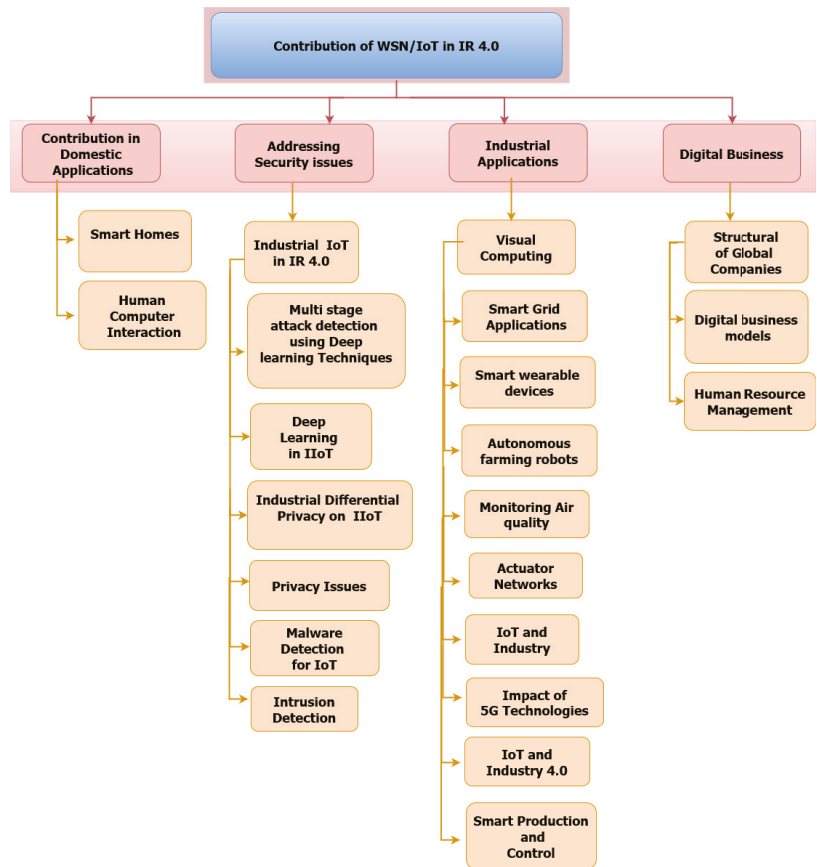 Contribution of WSN/IoT in IR 4.0
Contribution in
Domestic
Applications
Addressing
Security issues
Industrial
Applications
Digital Business
Smart Homes
Human
Computer
Interaction
Industrial IoT
in IR 4.0
Multi stage
attack detection
using Deep
learning Techniques
Deep
Learning
in IIoT
Industrial Differential
Privacy on IIoT
Privacy Issues
Malware
Detection
for IoT
Intrusion
Detection
Visual
Computing
Smart Grid
Applications
Smart wearable
devices
Autonomous
farming robots
Monitoring Air
quality
Actuator
Networks
IoT and
Industry
Impact of
5G Technologies
IoT and
Industry 4.0
Smart Production
and
Control
Structural
of Global
Companies
Digital business
models
Human Resource
Management